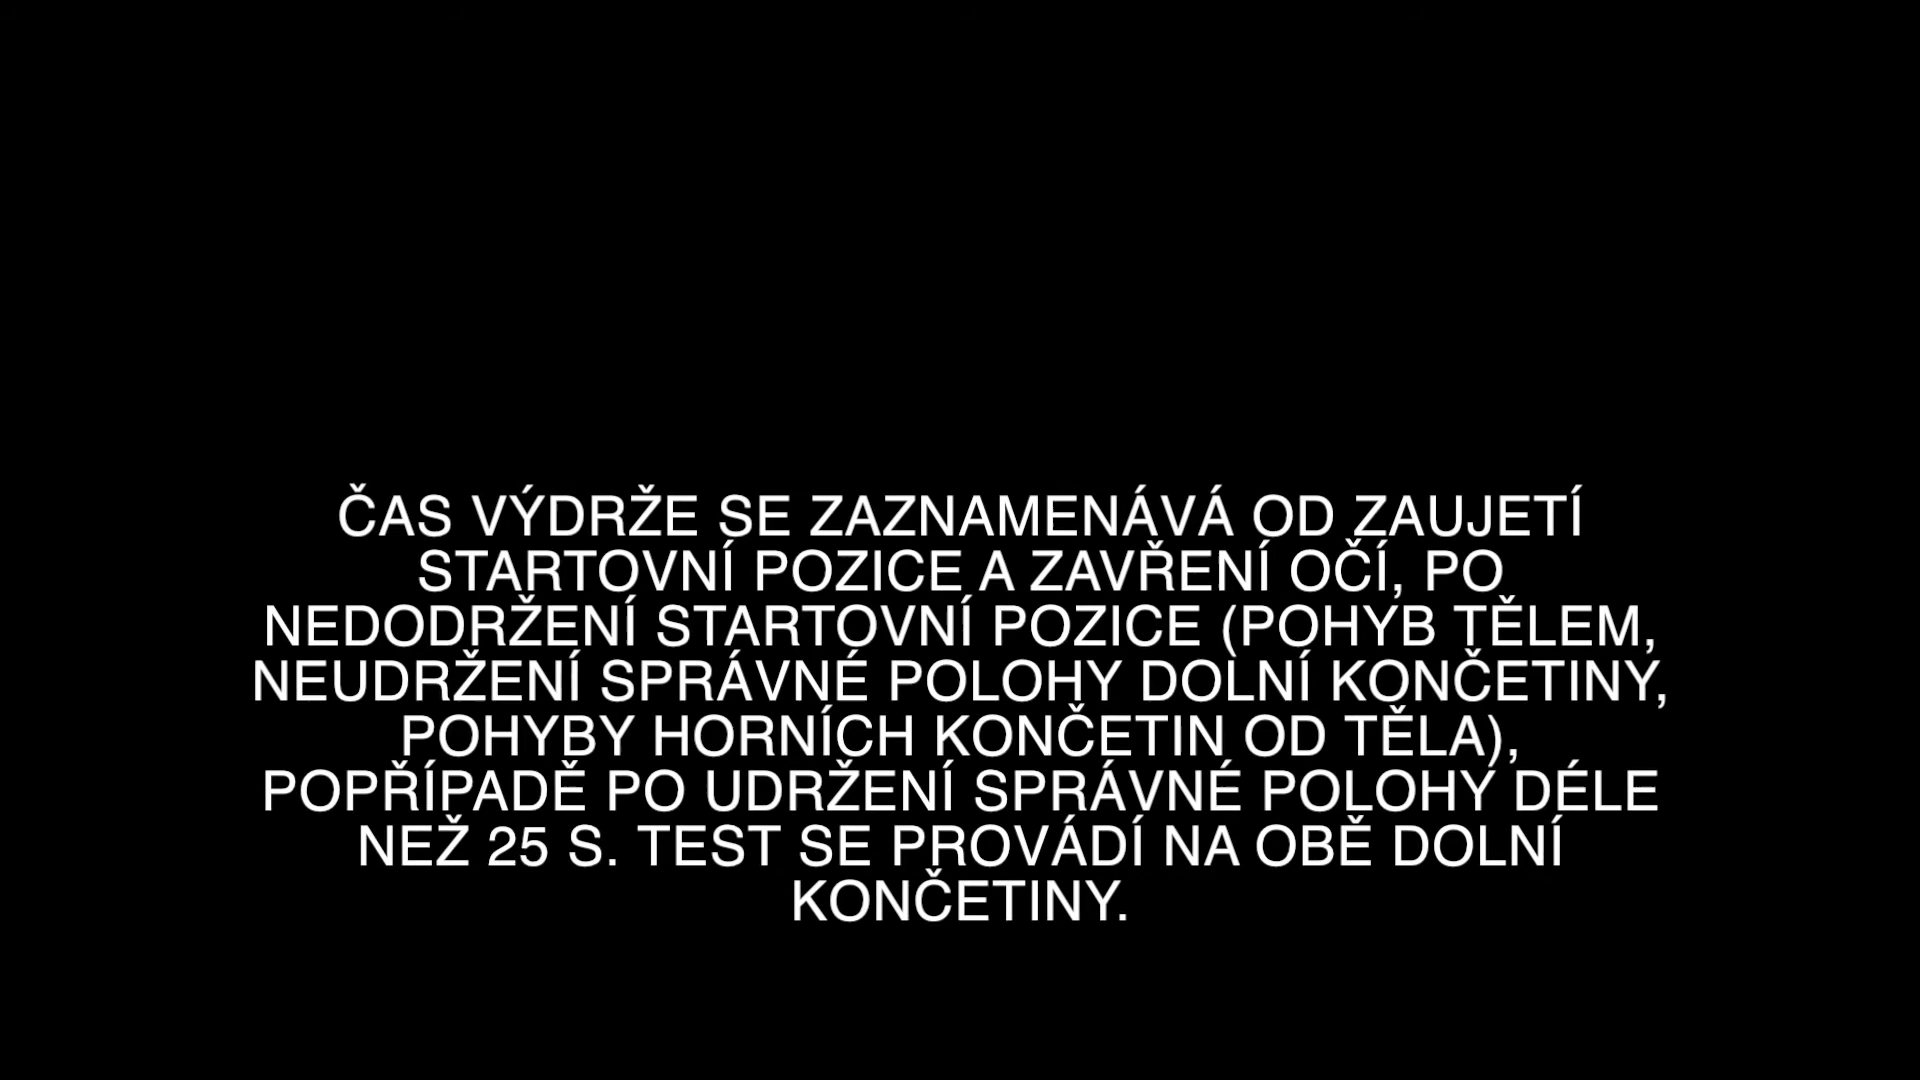 ČAS VÝDRŽE SE ZAZNAMENÁVÁ OD ZAUJETÍ
STARTOVNÍ POZICE A ZAVŘENÍ OČÍ, PO
NEDODRŽENÍ STARTOVNÍ POZICE (POHYB TĚLEM,
NEUDRŽENÍ SPRÁVNÉ POLOHY DOLNÍ KONČETINY,
POHYBY HORNÍCH KONČETIN OD TĚLA),
POPŘÍPADĚ PO UDRŽENÍ SPRÁVNÉ POLOHY DÉLE
NEŽ 25 S. TEST SE PROVÁDÍ NA OBĚ DOLNÍ
KONČETINY.